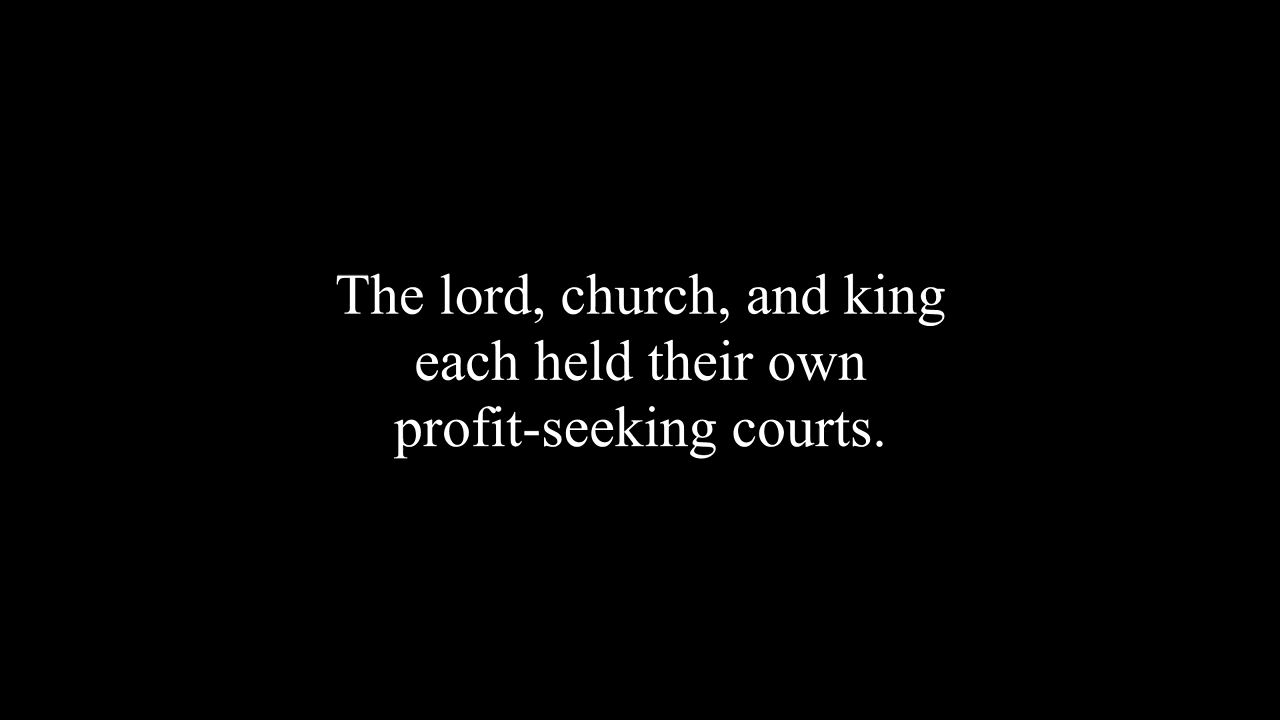 The lord, church, and king
each held their own
profit-seeking courts.